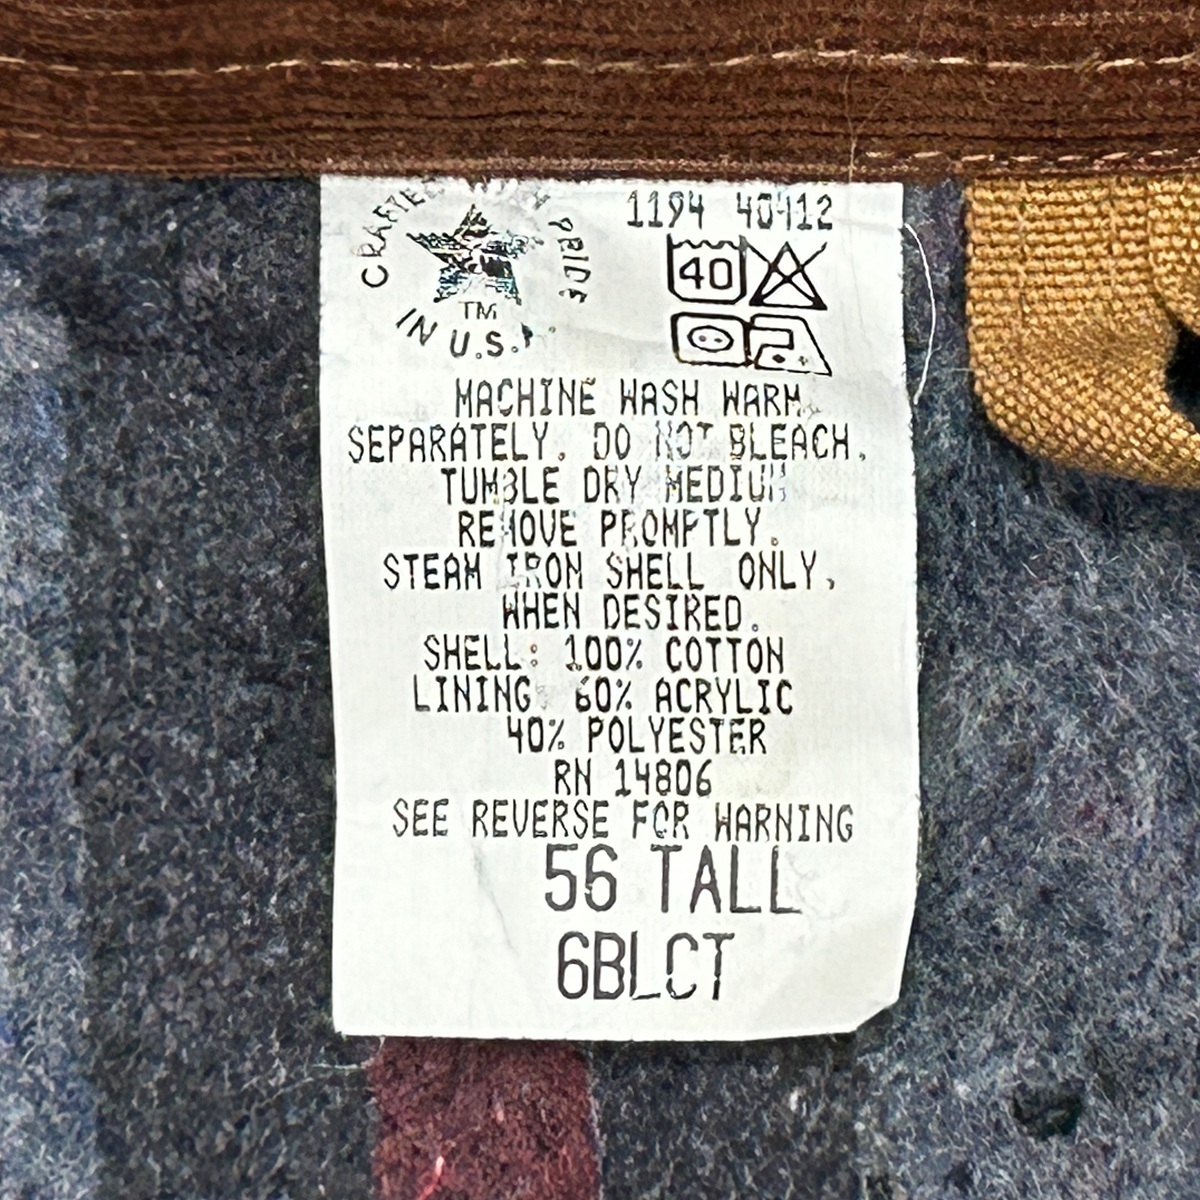 CRAFTED WITH PRIDE
TM
IN U.S.A.
1194 40412
40
MACHINE WASH WARM
SEPARATELY. DO NOT BLEACH.
TUMBLE DRY MEDIUM
REMOVE PROMPTLY.
STEAM IRON SHELL ONLY,
WHEN DESIRED.
SHELL: 100% COTTON
LINING: 60% ACRYLIC
40% POLYESTER
RN 14806
SEE REVERSE FOR WARNING
56 TALL
6BLCT